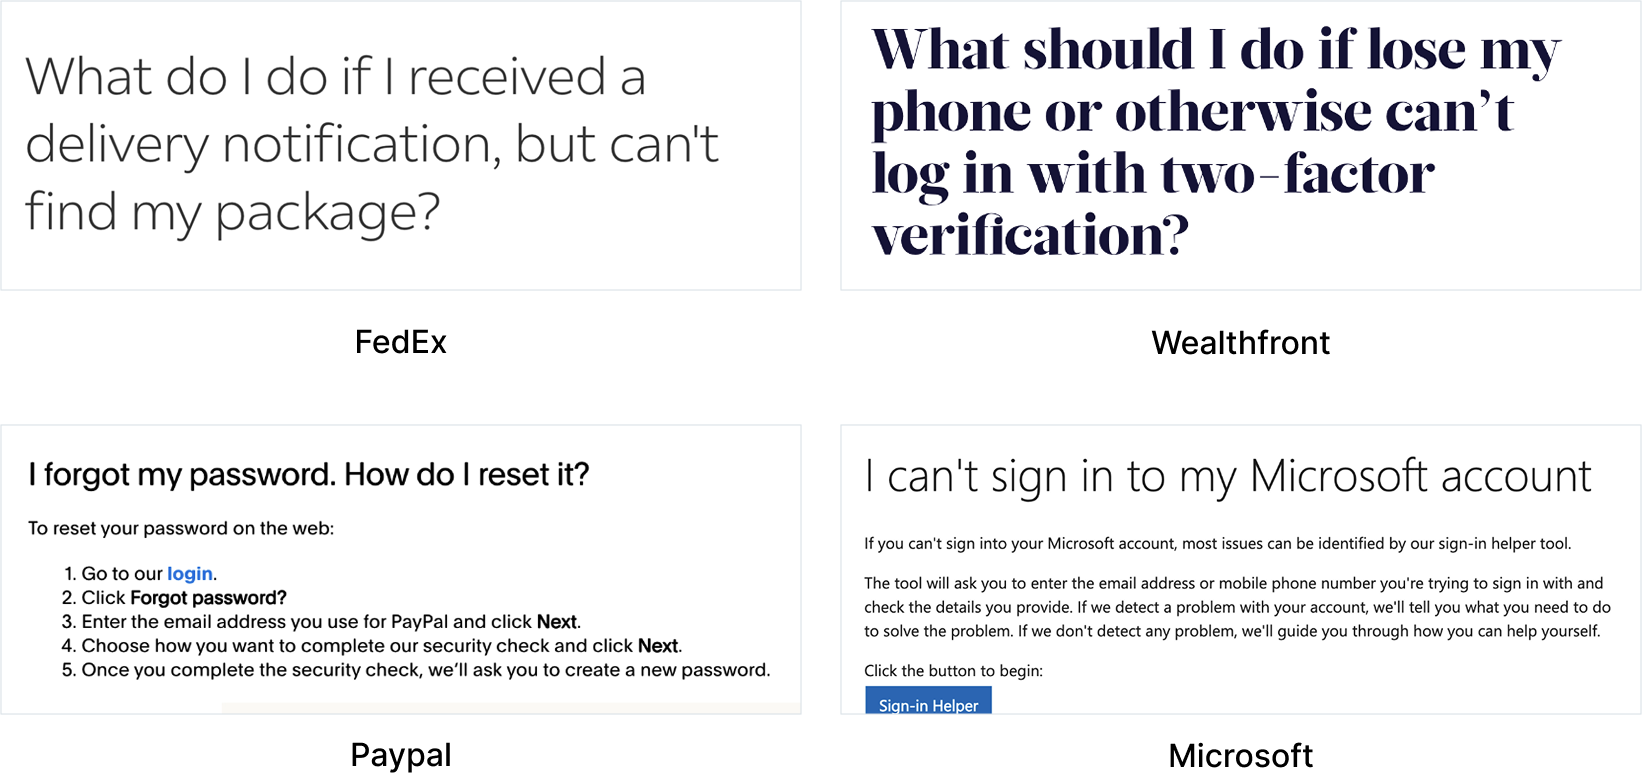 What do I do if I received a
delivery notification, but can't
find my package?
FedEx
What should I do if lose my
phone or otherwise can’t
log in with two-factor
verification?
Wealthfront
I forgot my password. How do I reset it?
To reset your password on the web:
1. Go to our login.
2. Click Forgot password?
3. Enter the email address you use for PayPal and click Next.
4. Choose how you want to complete our security check and click Next.
5. Once you complete the security check, we’ll ask you to create a new password.
Paypal
I can't sign in to my Microsoft account
If you can't sign into your Microsoft account, most issues can be identified by our sign-in helper tool.
The tool will ask you to enter the email address or mobile phone number you're trying to sign in with and
check the details you provide. If we detect a problem with your account, we'll tell you what you need to do
to solve the problem. If we don't detect any problem, we'll guide you through how you can help yourself.
Click the button to begin:
Sign-in Helper
Microsoft